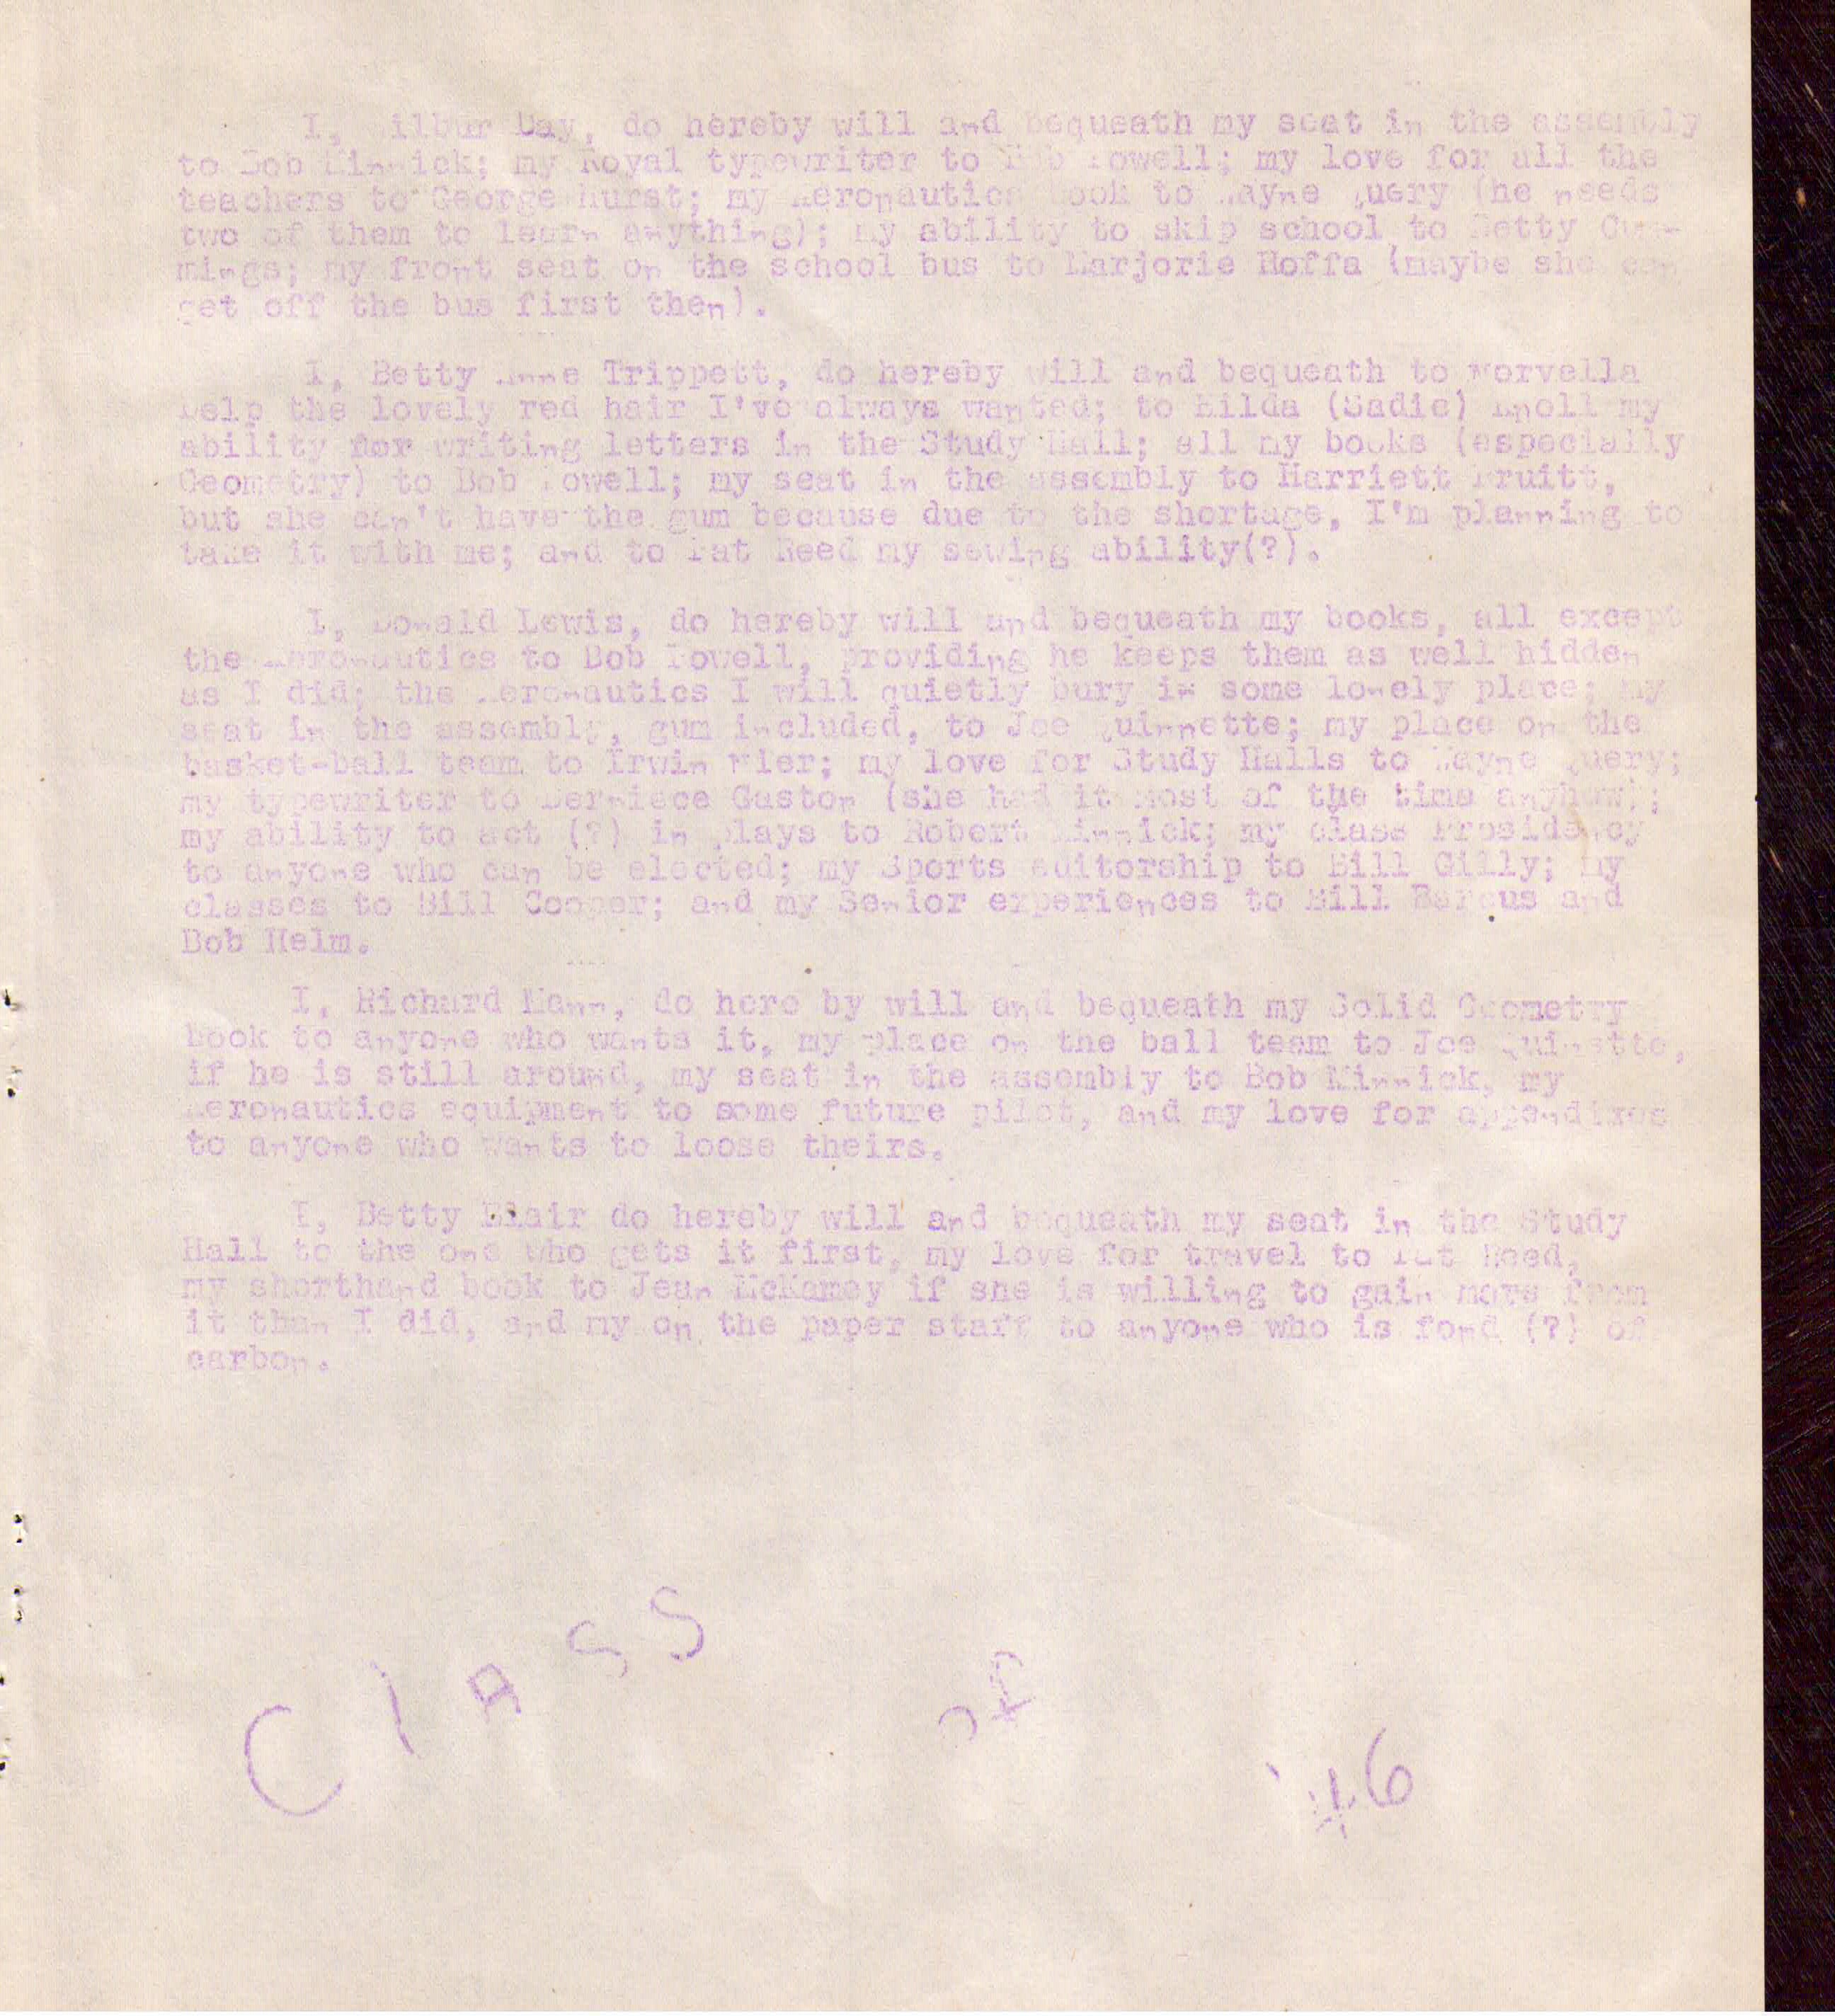 I, Wilbur Day, do hereby will and bequeath my seat in the assembly
to Bob Minnick; my Royal typewriter to Bob Powell; my love for all the
teachers to George Hurst; my Aeronautics book to Wayne Query (he needs
two of them to learn anything); my ability to skip school to Betty Cum-
mings; my front seat on the school bus to Marjorie Hoffa (maybe she can
get off the bus first then).
I, Betty Anne Trippett, do hereby will and bequeath to
the lovely red hair I've always wanted; to Hilda (Sadie) Knoll my
ability for writing letters in the Study Hall; all my books (especially
Geometry) to Bob Powell; my seat in the assembly to Harriett Pruitt,
but she can't have the gum because due to the shortage, I'm planning to
take it with me; and to Pat Reed my sewing ability(?).
I, Donald Lewis, do hereby will and bequeath my books, all except
the Aeronautics to Bob Powell, providing he keeps them as well hidden
as I did; the Aeronautics I will quietly bury in some lonely place; my
seat in the assembly, gum included, to Joe Quinnette; my place on the
basket-ball team to Irwin Wier; my love for Study Halls to Wayne Query;
my typewriter to Berniece Gaston (she had it most of the time anyhow);
my ability to act (?) in plays to Robert Minnick; my class Presidency
to anyone who can be elected; my Sports editorship to Bill Gilly; my
classes to Bill Cooper; and my Senior experiences to Bill Bargus and
Bob Helm.
I, Richard Mann, do here by will and bequeath my Solid Geometry
book to anyone who wants it, my place on the ball team to Joe Quinette,
if he is still around, my seat in the assembly to Bob Minnick, my
Aeronautics equipment to some future pilot, and my love for appendixes
to anyone who wants to loose theirs.
I, Betty Blair do hereby will and bequeath my seat in the Study
Hall to the one who gets it first, my love for travel to Pat Reed,
my shorthand book to Jean McKamey if she is willing to gain more from
it than I did, and my on the paper staff to anyone who is fond (?) of
carbon.
Class of '46